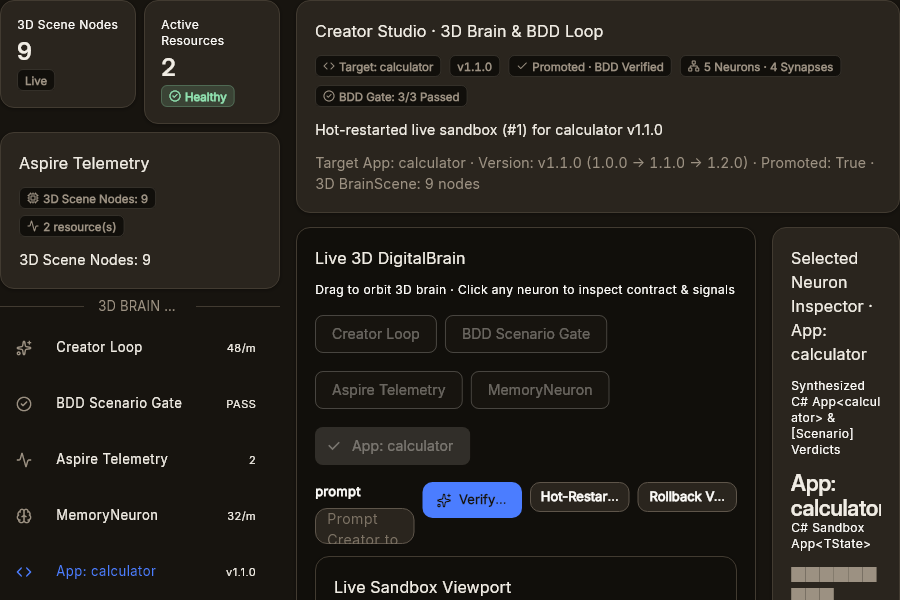 3D Scene Nodes
9
Live
Active
Resources
2
Healthy
Aspire Telemetry
3D Scene Nodes: 9
2 resource(s)
3D Scene Nodes: 9
3D BRAIN ...
Creator Loop 48/m
BDD Scenario Gate PASS
Aspire Telemetry 2
MemoryNeuron 32/m
App: calculator v1.1.0
Creator Studio · 3D Brain & BDD Loop
Target: calculator v1.1.0 Promoted · BDD Verified 5 Neurons · 4 Synapses
BDD Gate: 3/3 Passed
Hot-restarted live sandbox (#1) for calculator v1.1.0
Target App: calculator · Version: v1.1.0 (1.0.0 → 1.1.0 → 1.2.0) · Promoted: True ·
3D BrainScene: 9 nodes
Live 3D DigitalBrain
Drag to orbit 3D brain · Click any neuron to inspect contract & signals
Creator Loop BDD Scenario Gate
Aspire Telemetry MemoryNeuron
App: calculator
prompt
Prompt
Creator to
Verify...
Hot-Restar...
Rollback V...
Live Sandbox Viewport
Selected
Neuron
Inspector ·
App:
calculator
Synthesized
C# App<calcul
ator> &
[Scenario]
Verdicts
App:
calculator
C# Sandbox
App<TState>